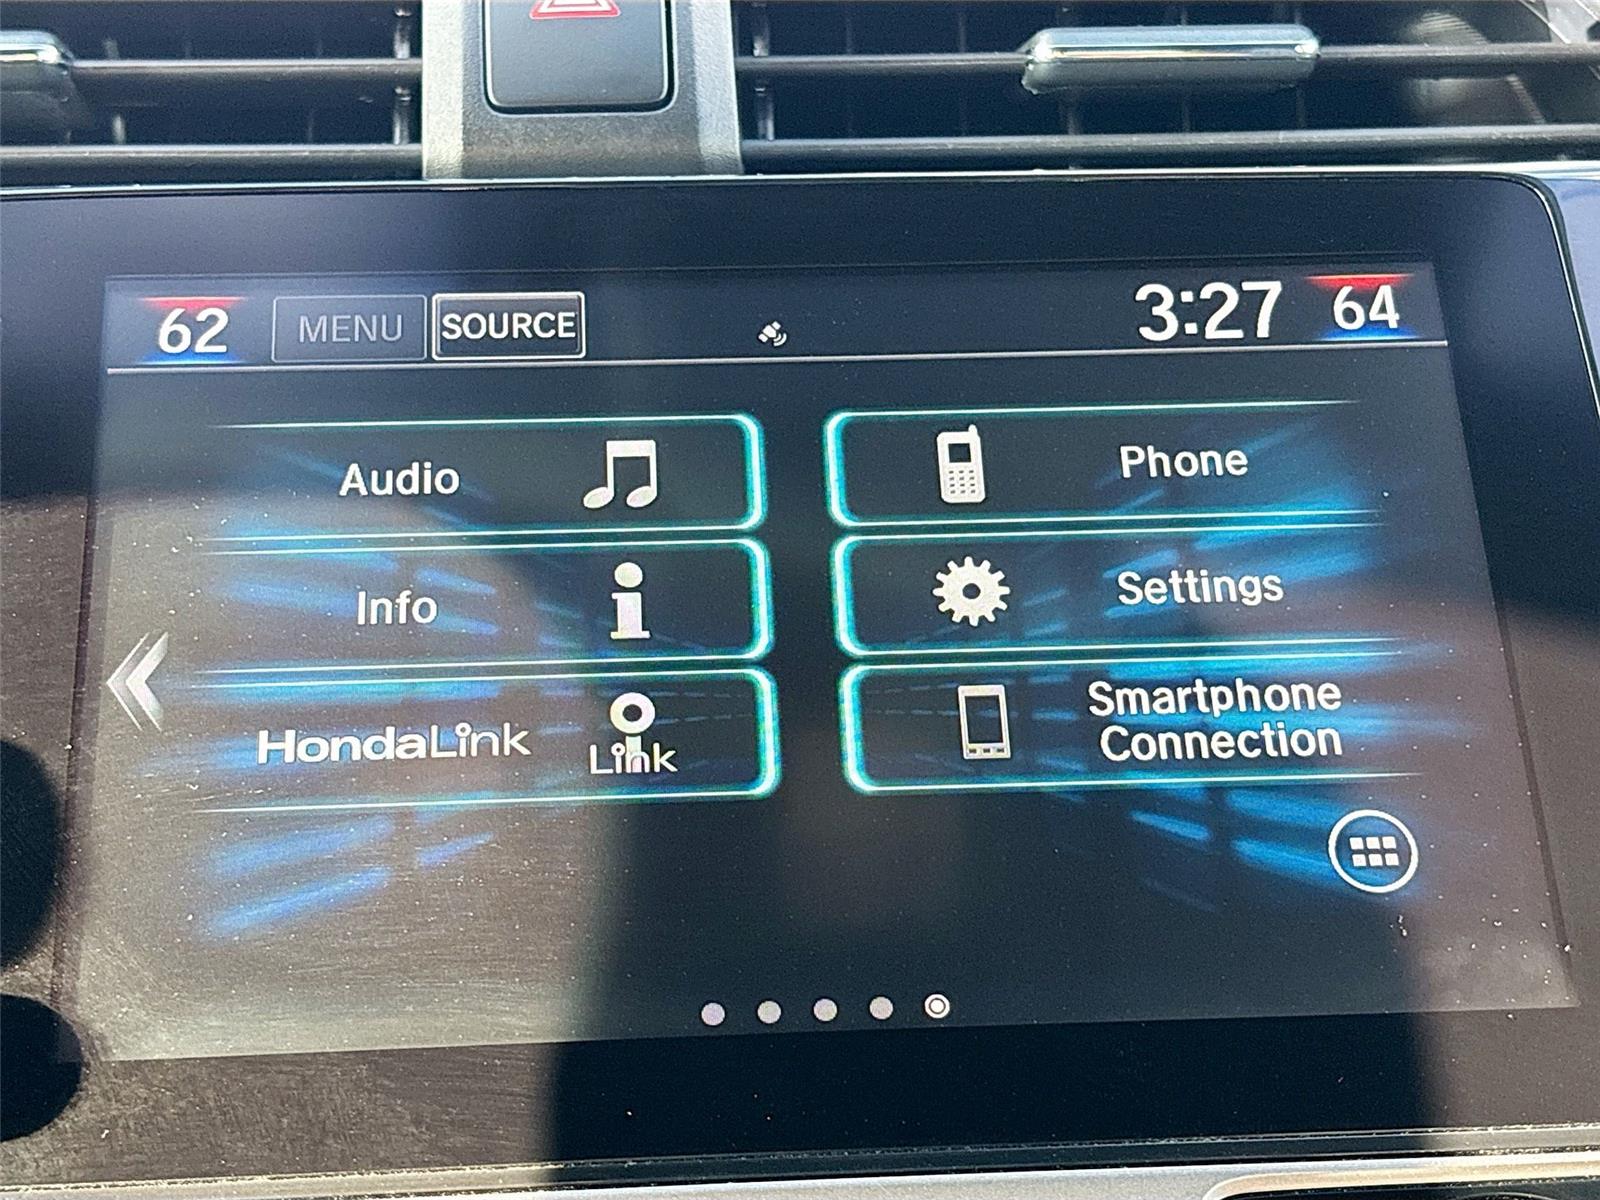 62 MENU SOURCE 3:27 64
Audio Phone
Info Settings
HondaLink Link Smartphone
Connection